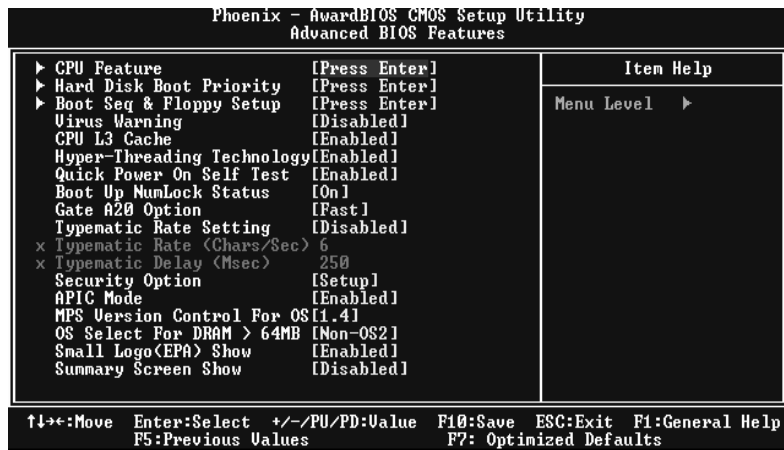 Phoenix - AwardBIOS CMOS Setup Utility
Advanced BIOS Features
▶ CPU Feature [Press Enter] Item Help
▶ Hard Disk Boot Priority [Press Enter]
▶ Boot Seq & Floppy Setup [Press Enter] Menu Level ▶
Virus Warning [Disabled]
CPU L3 Cache [Enabled]
Hyper-Threading Technology[Enabled]
Quick Power On Self Test [Enabled]
Boot Up NumLock Status [On]
Gate A20 Option [Fast]
Typematic Rate Setting [Disabled]
x Typematic Rate (Chars/Sec) 6
x Typematic Delay (Msec) 250
Security Option [Setup]
APIC Mode [Enabled]
MPS Version Control For OS[1.4]
OS Select For DRAM > 64MB [Non-OS2]
Small Logo(EPA) Show [Enabled]
Summary Screen Show [Disabled]
↑↓→←:Move Enter:Select +/-/PU/PD:Value F10:Save ESC:Exit F1:General Help
F5:Previous Values F7: Optimized Defaults